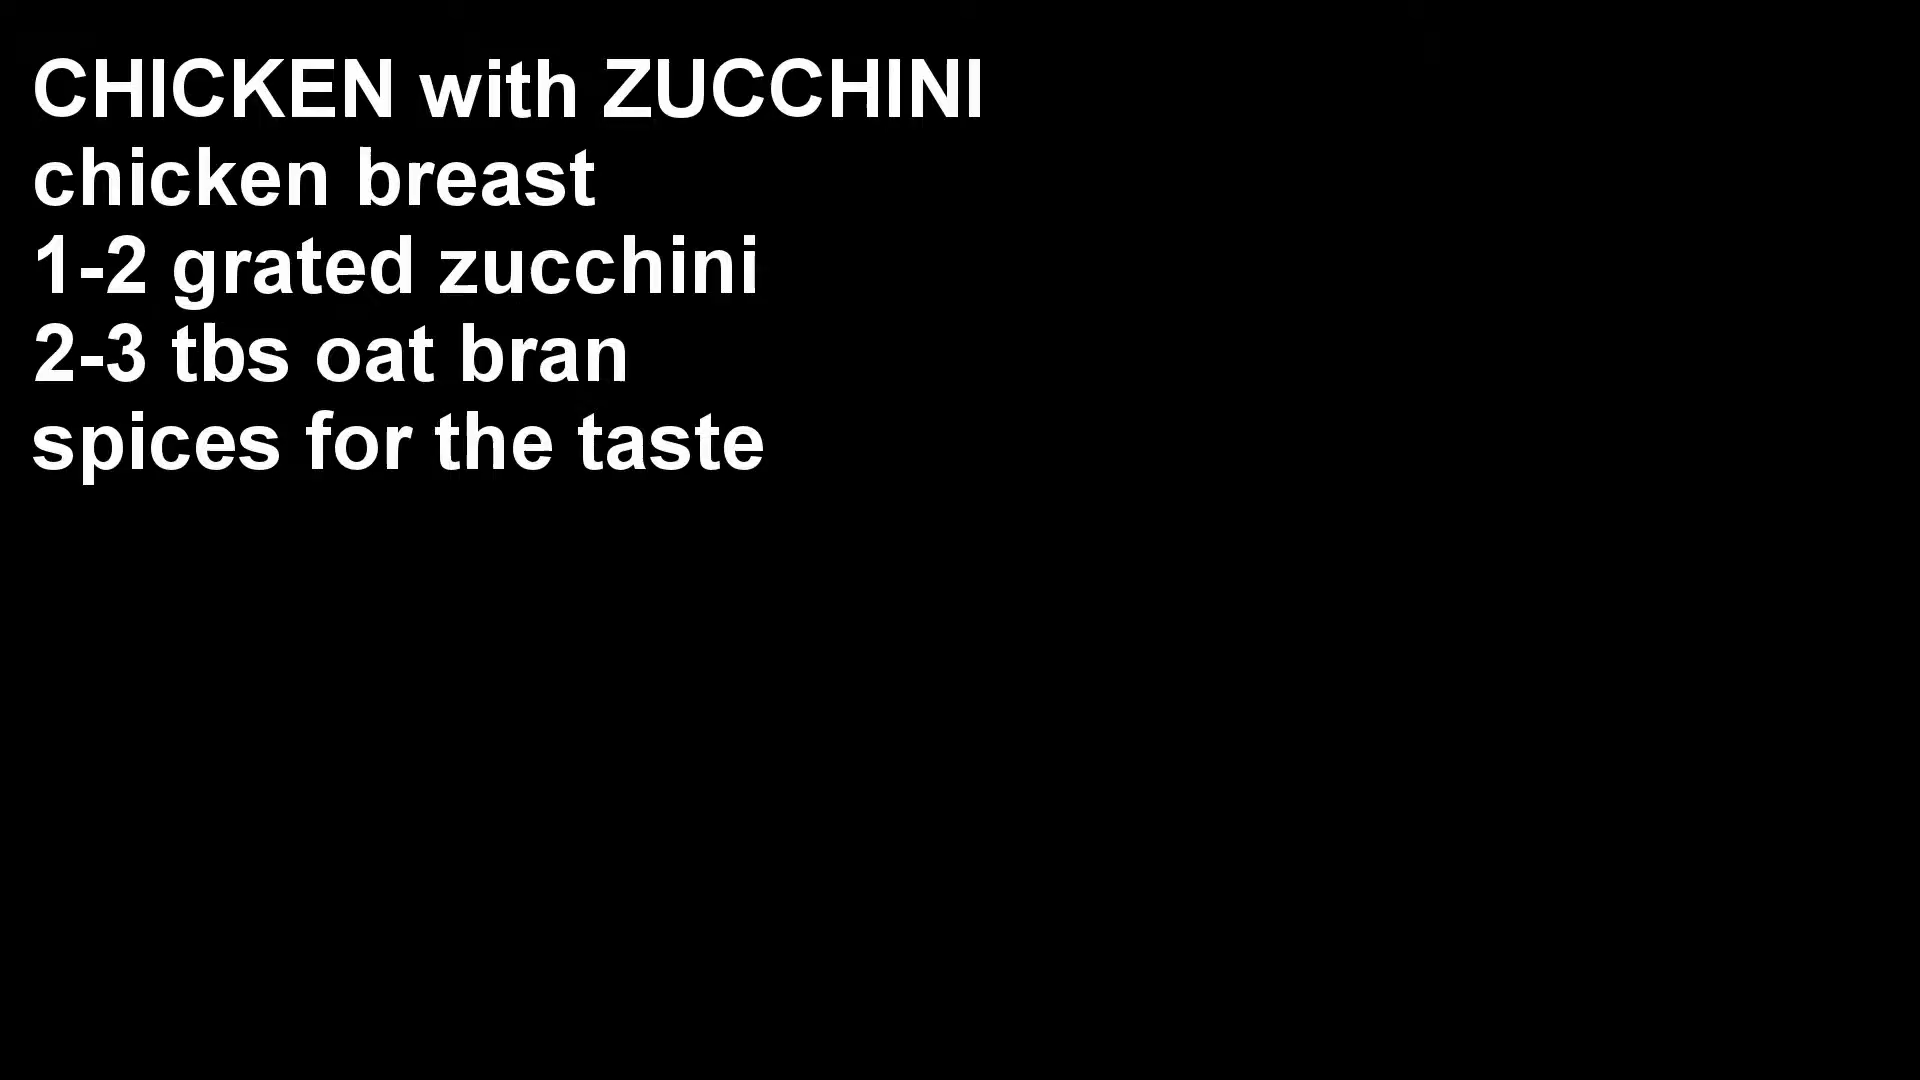 CHICKEN with ZUCCHINI
chicken breast
1-2 grated zucchini
2-3 tbs oat bran
spices for the taste